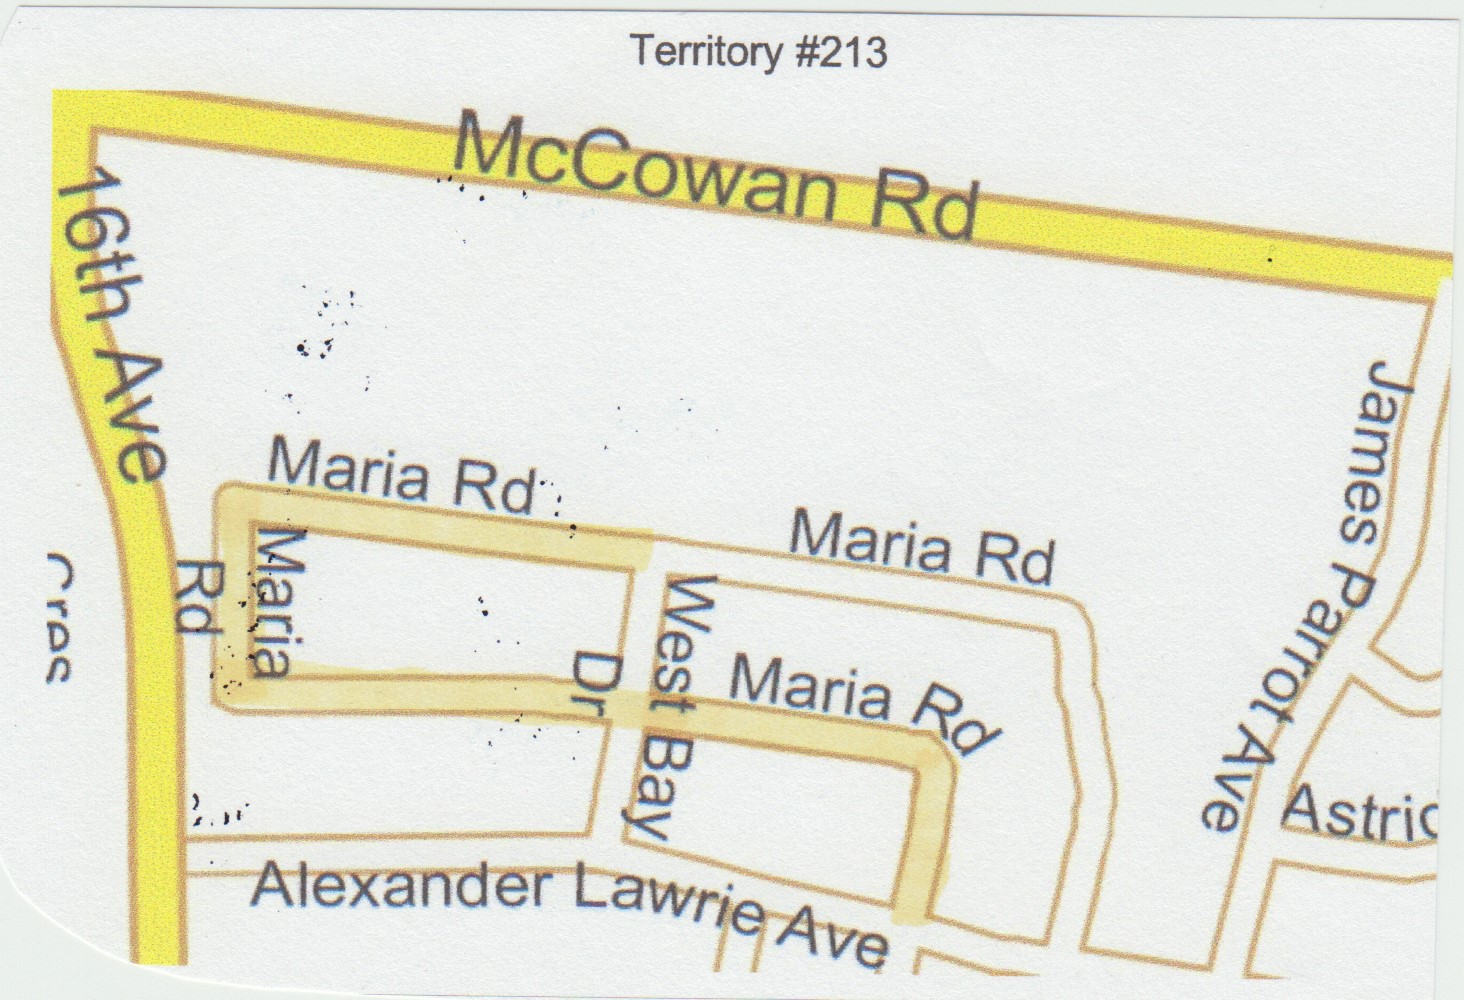 Territory #213
McCowan Rd
16th Ave
James Parrot Ave
Maria Rd
Maria Rd
Maria
Rd
Cres
West Bay
Dr
Maria Rd
Astric
Alexander Lawrie Ave